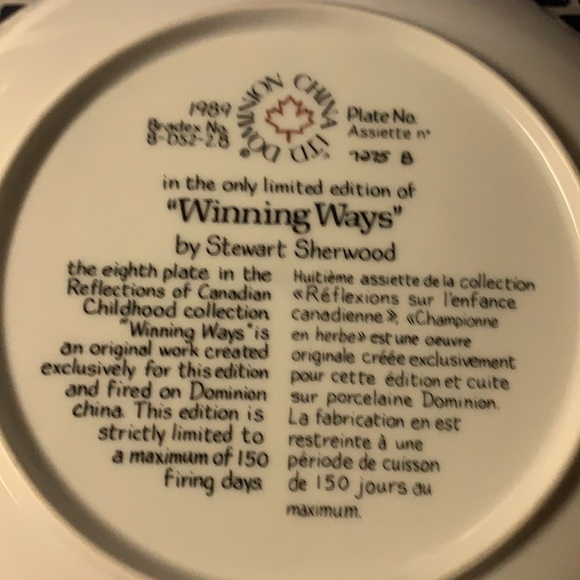 DOMINION CHINA LTD
1989
Bradex No.
8-D52-2.8
Plate No.
Assiette n°
7275 B
in the only limited edition of
"Winning Ways"
by Stewart Sherwood
the eighth plate in the
Reflections of Canadian
Childhood collection
"Winning Ways" is
an original work created
exclusively for this edition
and fired on Dominion
china. This edition is
strictly limited to
a maximum of 150
firing days.
Huitième assiette de la collection
«Réflexions sur l'enfance
canadienne», «Championne
en herbe» est une oeuvre
originale créée exclusivement
pour cette édition et cuite
sur porcelaine Dominion.
La fabrication en est
restreinte à une
période de cuisson
de 150 jours au
maximum.